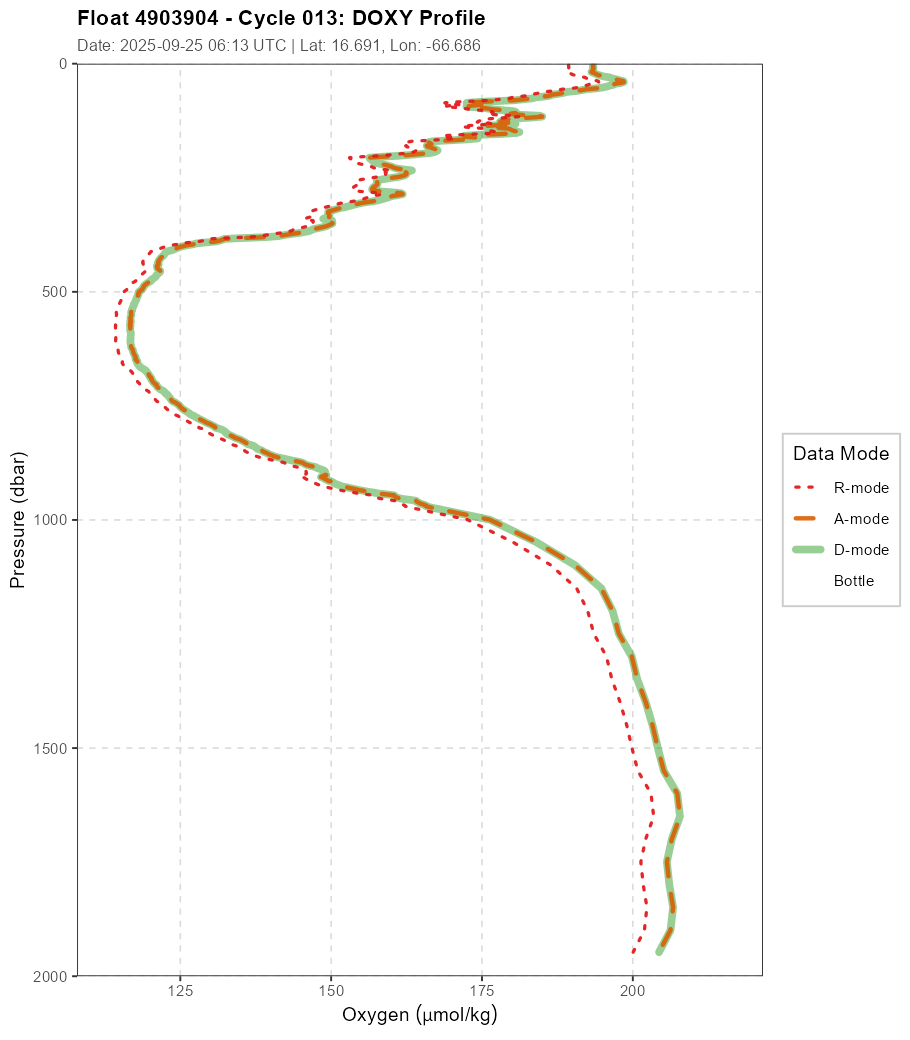 Float 4903904 - Cycle 013: DOXY Profile
Date: 2025-09-25 06:13 UTC | Lat: 16.691, Lon: -66.686
0
500
1000
1500
2000
Pressure (dbar)
125
150
175
200
Oxygen (μmol/kg)
Data Mode
R-mode
A-mode
D-mode
Bottle